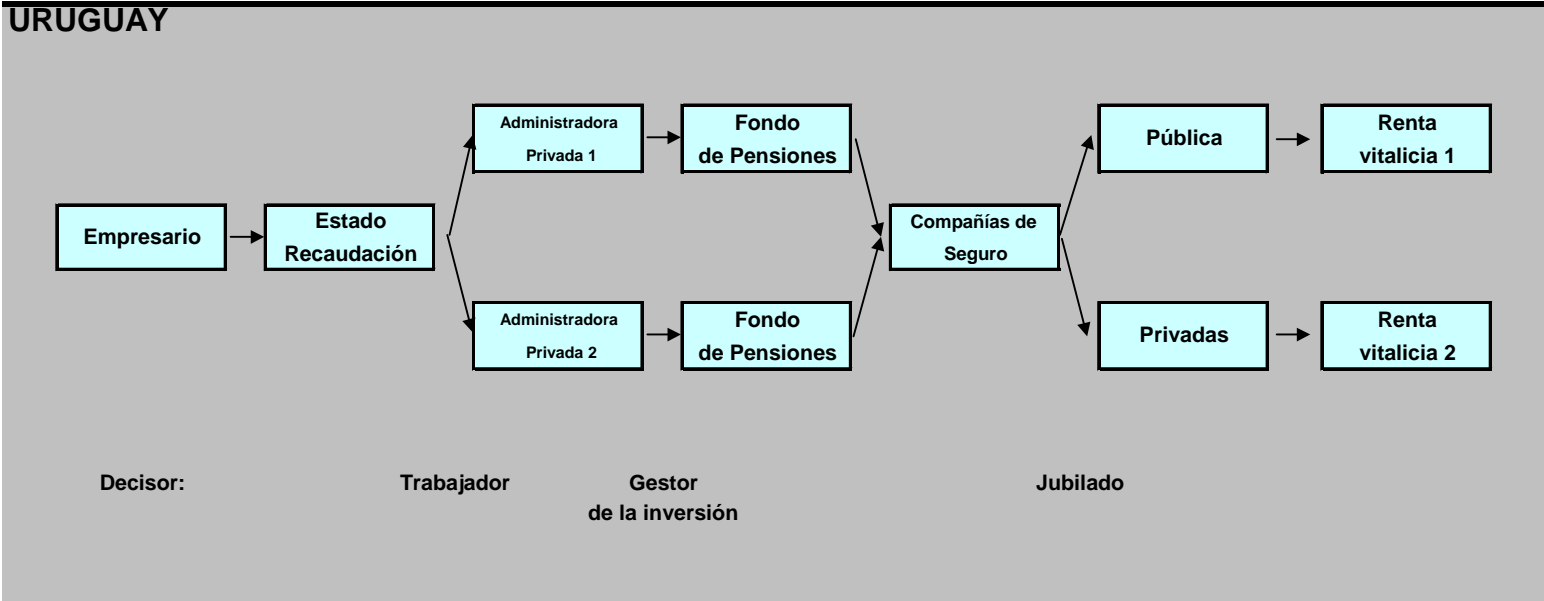 URUGUAY
Administradora
Privada 1
Fondo
de Pensiones
Pública
Renta
vitalicia 1
Empresario
Estado
Recaudación
Compañías de
Seguro
Administradora
Privada 2
Fondo
de Pensiones
Privadas
Renta
vitalicia 2
Decisor:
Trabajador
Gestor
de la inversión
Jubilado